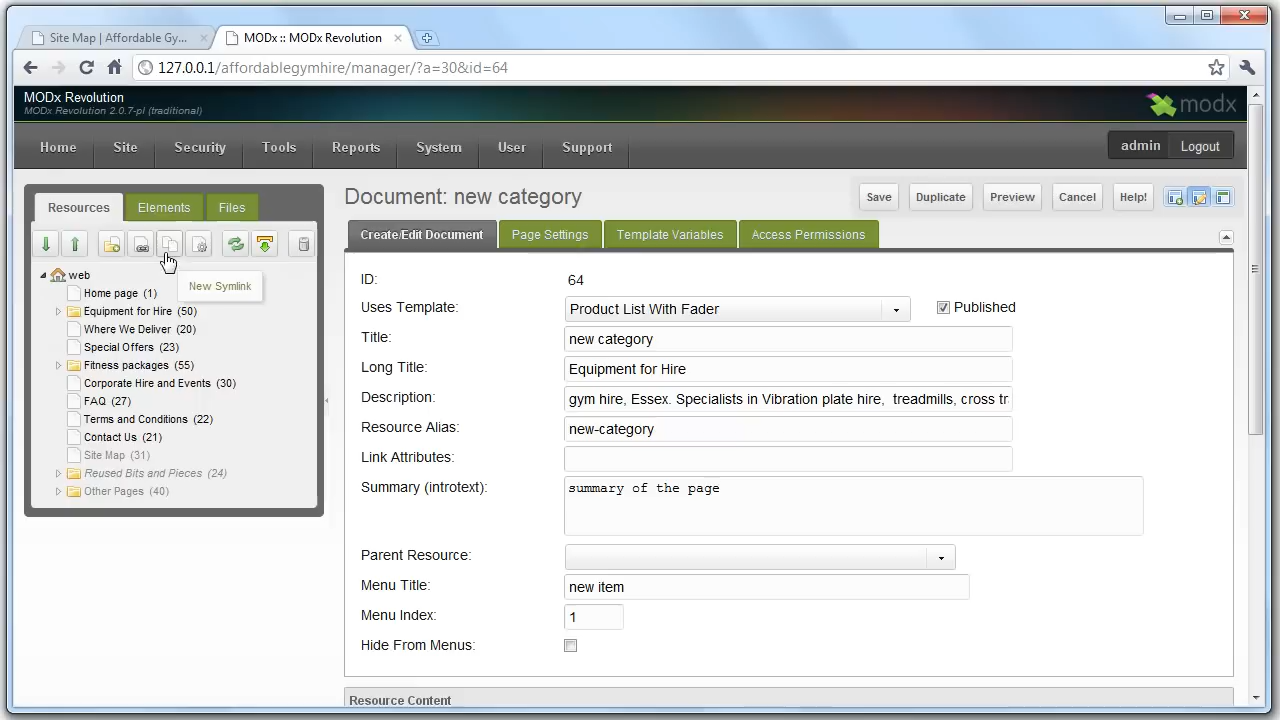 Site Map | Affordable Gy...
MODx :: MODx Revolution
127.0.0.1/affordablegymhire/manager/?a=30&id=64
MODx Revolution
MODx Revolution 2.0.7-pl (traditional)
modx
Home Site Security Tools Reports System User Support
admin Logout
Resources Elements Files
New Symlink
web
Home page (1)
Equipment for Hire (50)
Where We Deliver (20)
Special Offers (23)
Fitness packages (55)
Corporate Hire and Events (30)
FAQ (27)
Terms and Conditions (22)
Contact Us (21)
Site Map (31)
Reused Bits and Pieces (24)
Other Pages (40)
Document: new category
Save Duplicate Preview Cancel Help!
Create/Edit Document Page Settings Template Variables Access Permissions
ID: 64
Uses Template: Product List With Fader Published
Title: new category
Long Title: Equipment for Hire
Description: gym hire, Essex. Specialists in Vibration plate hire, treadmills, cross tr
Resource Alias: new-category
Link Attributes:
Summary (introtext): summary of the page
Parent Resource:
Menu Title: new item
Menu Index: 1
Hide From Menus:
Resource Content